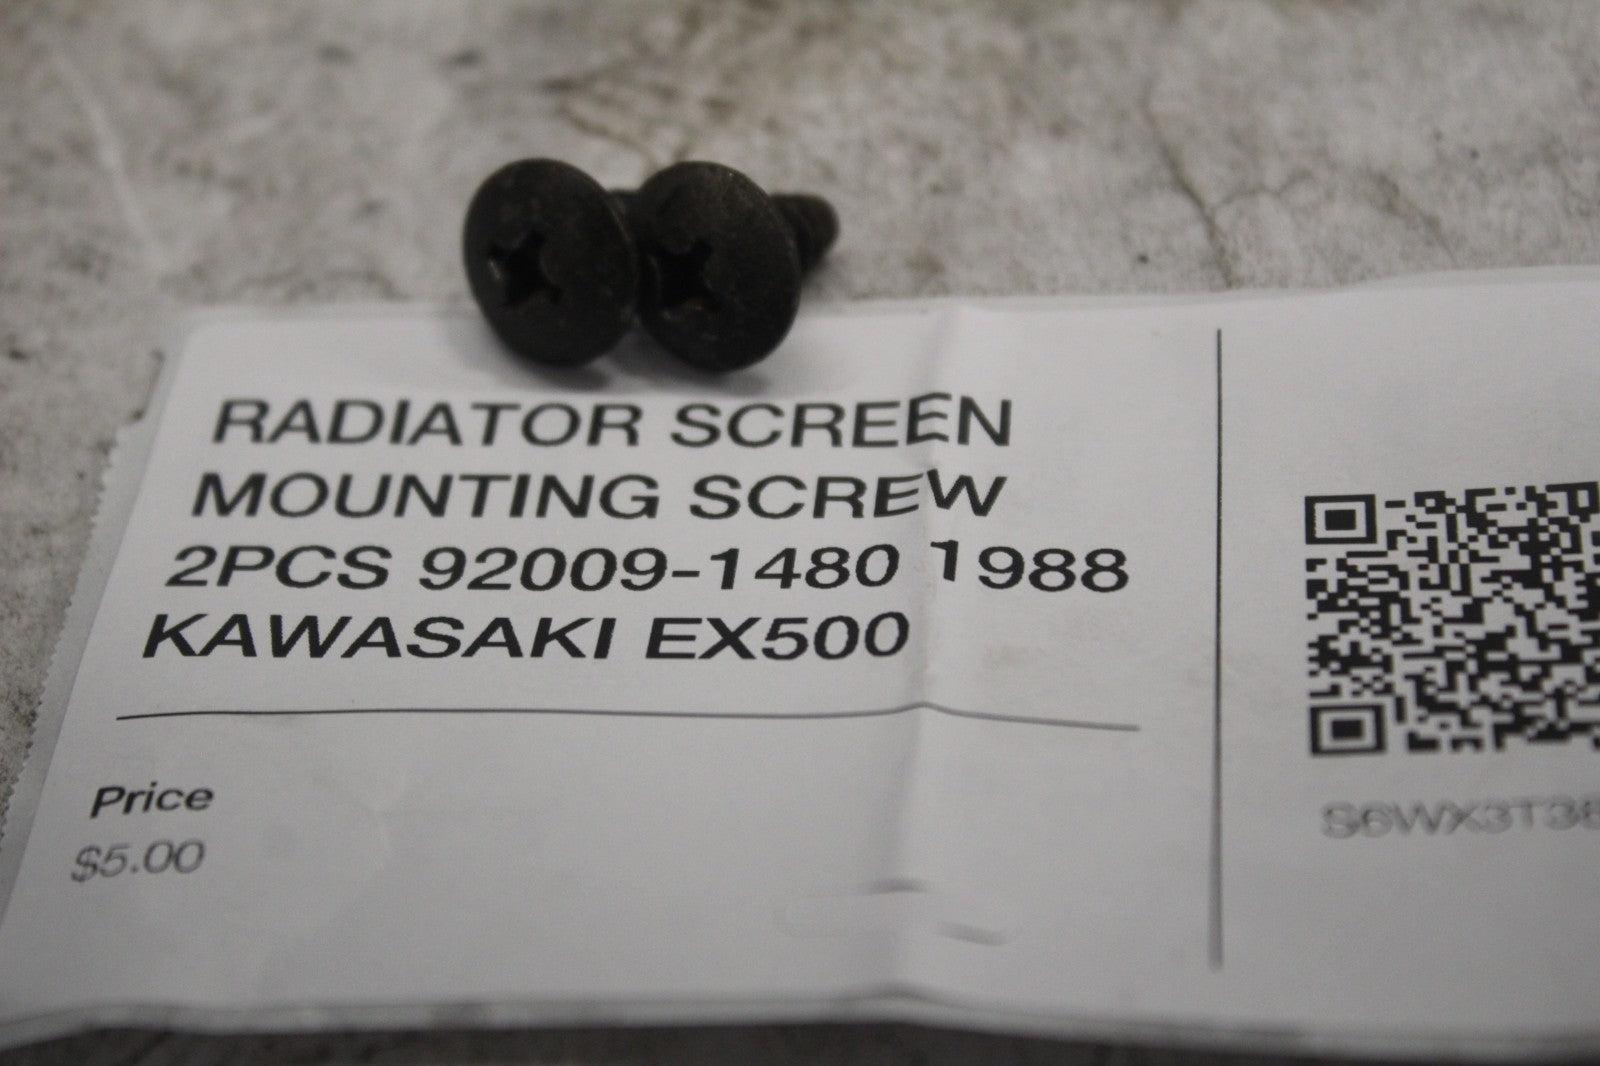 RADIATOR SCREEN
MOUNTING SCREW
2PCS 92009-1480 1988
KAWASAKI EX500
Price
$5.00